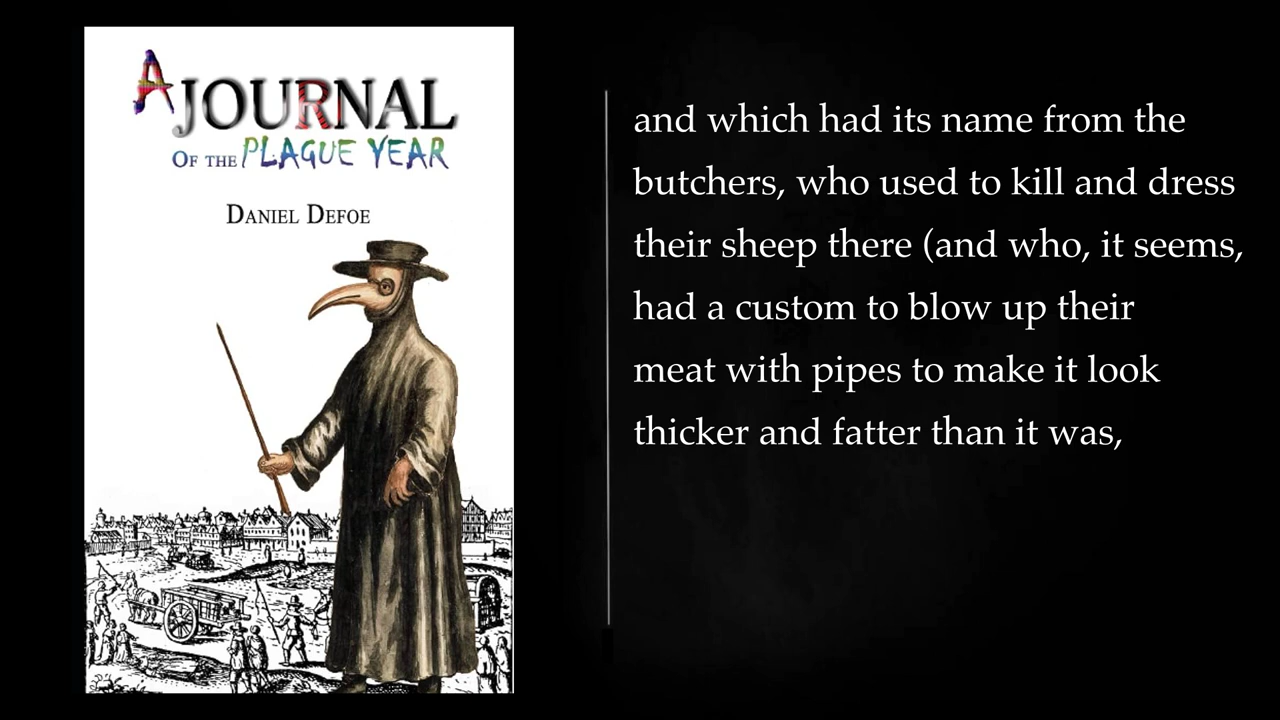 A JOURNAL
OF THE PLAGUE YEAR
DANIEL DEFOE
and which had its name from the
butchers, who used to kill and dress
their sheep there (and who, it seems,
had a custom to blow up their
meat with pipes to make it look
thicker and fatter than it was,